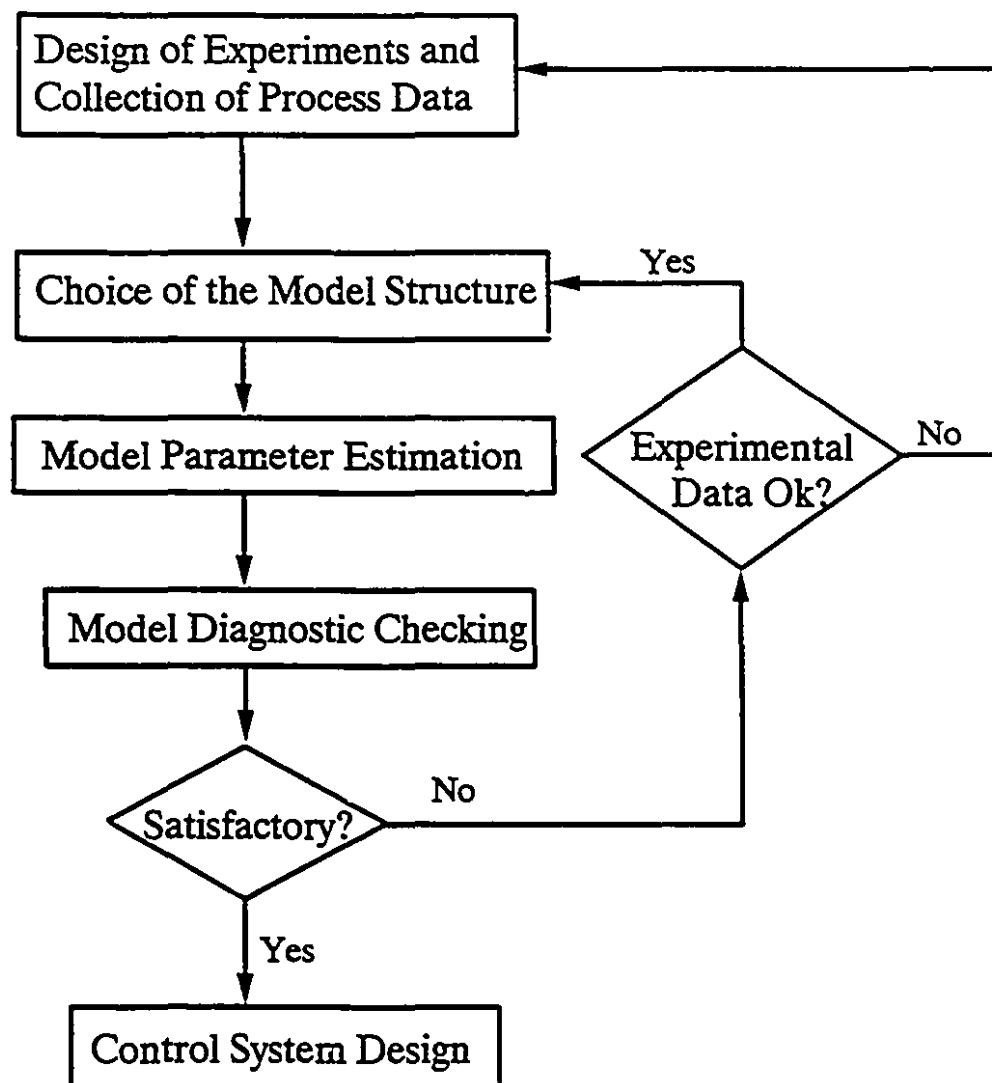 Design of Experiments and
Collection of Process Data
Choice of the Model Structure
Yes
Model Parameter Estimation
Experimental
Data Ok?
No
Model Diagnostic Checking
Satisfactory?
No
Yes
Control System Design